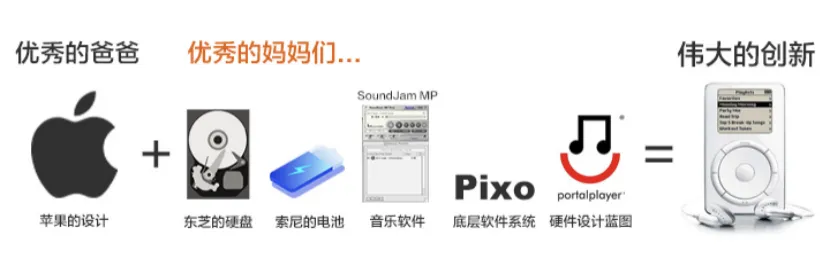 优秀的爸爸
优秀的妈妈们...
伟大的创新
SoundJam MP
+
Pixo
portalplayer
®
=
苹果的设计
东芝的硬盘
索尼的电池
音乐软件
底层软件系统
硬件设计蓝图
Playlists